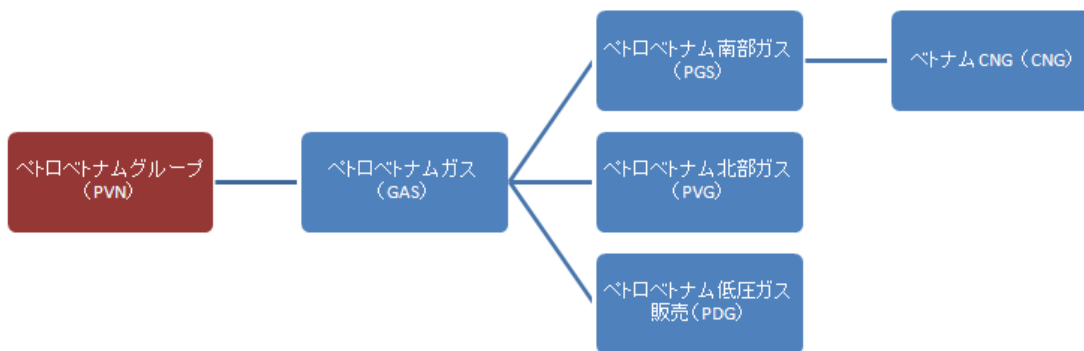 ペトロベトナムグループ
(PVN)
ペトロベトナムガス
(GAS)
ペトロベトナム南部ガス
(PGS)
ベトナムCNG (CNG)
ペトロベトナム北部ガス
(PVG)
ペトロベトナム低圧ガス
販売(PDG)